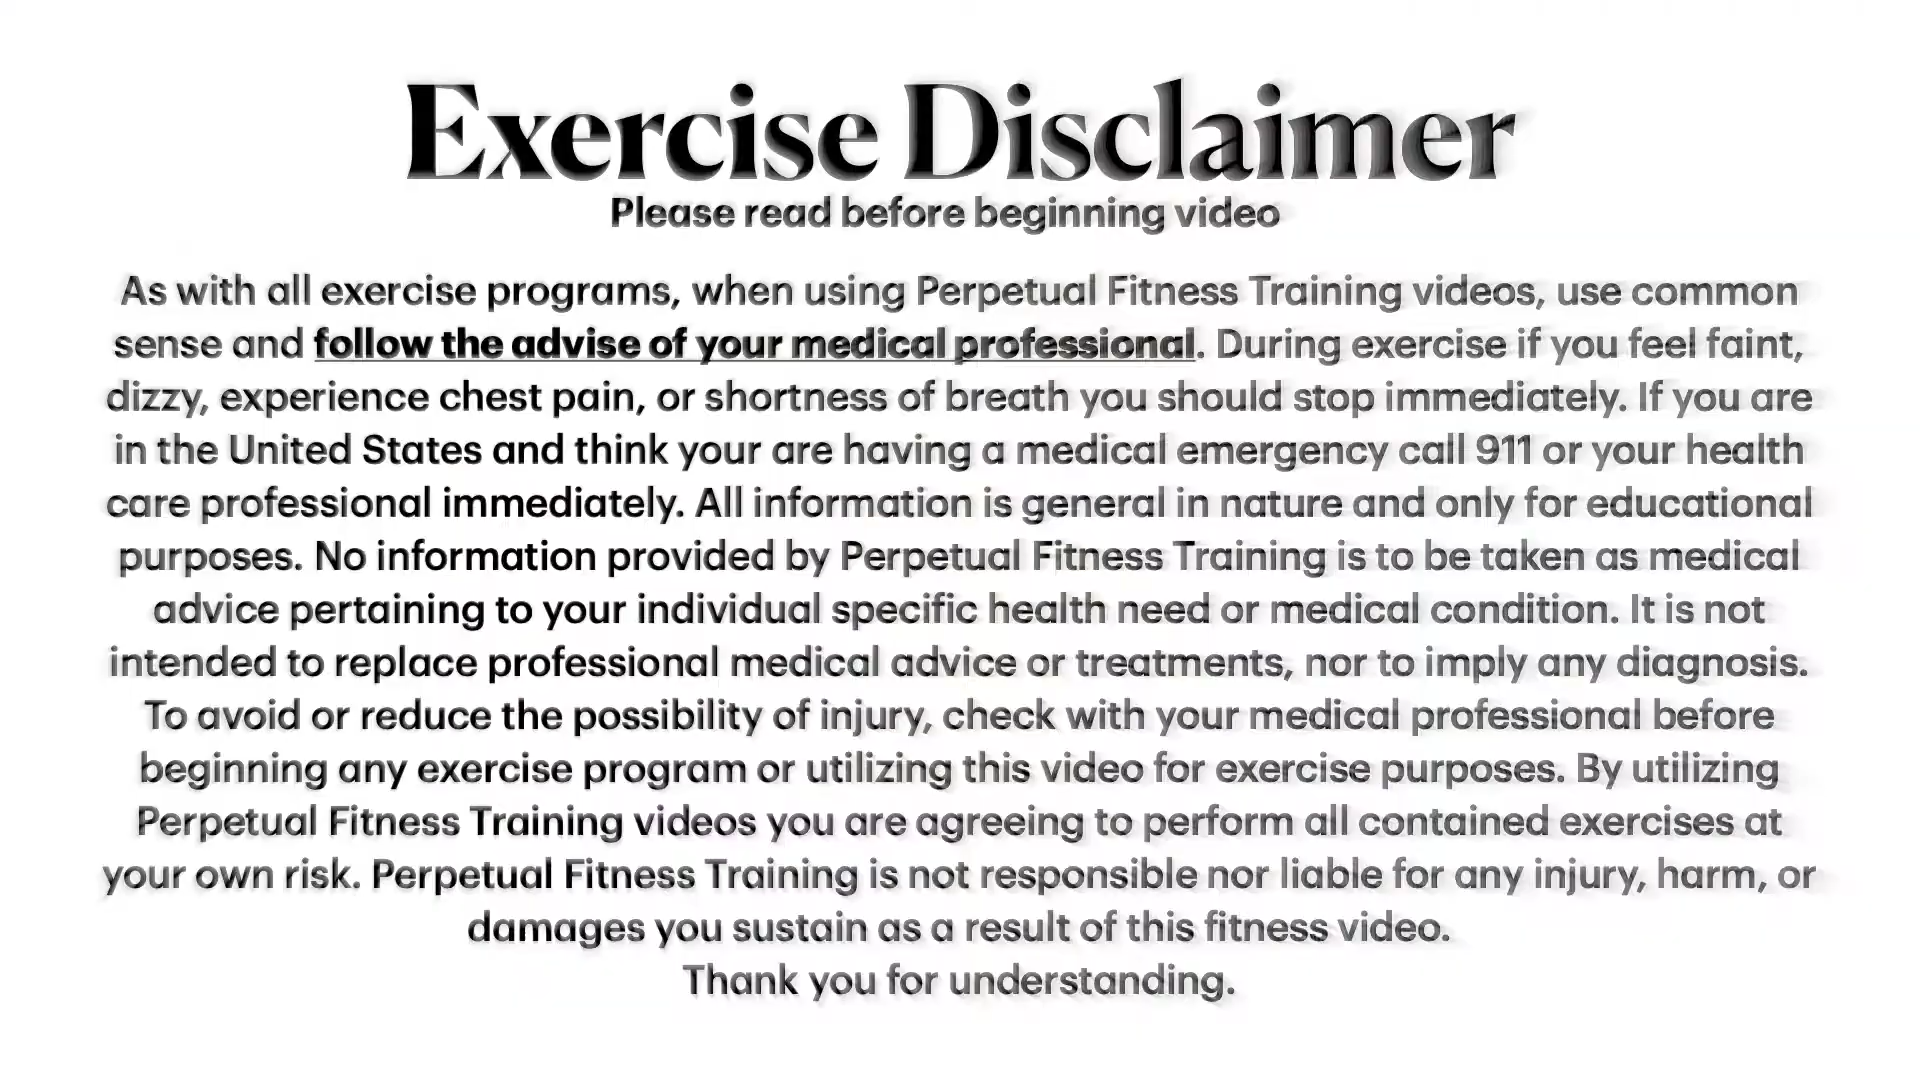 Exercise Disclaimer
Please read before beginning video
As with all exercise programs, when using Perpetual Fitness Training videos, use common
sense and follow the advise of your medical professional. During exercise if you feel faint,
dizzy, experience chest pain, or shortness of breath you should stop immediately. If you are
in the United States and think your are having a medical emergency call 911 or your health
care professional immediately. All information is general in nature and only for educational
purposes. No information provided by Perpetual Fitness Training is to be taken as medical
advice pertaining to your individual specific health need or medical condition. It is not
intended to replace professional medical advice or treatments, nor to imply any diagnosis.
To avoid or reduce the possibility of injury, check with your medical professional before
beginning any exercise program or utilizing this video for exercise purposes. By utilizing
Perpetual Fitness Training videos you are agreeing to perform all contained exercises at
your own risk. Perpetual Fitness Training is not responsible nor liable for any injury, harm, or
damages you sustain as a result of this fitness video.
Thank you for understanding.